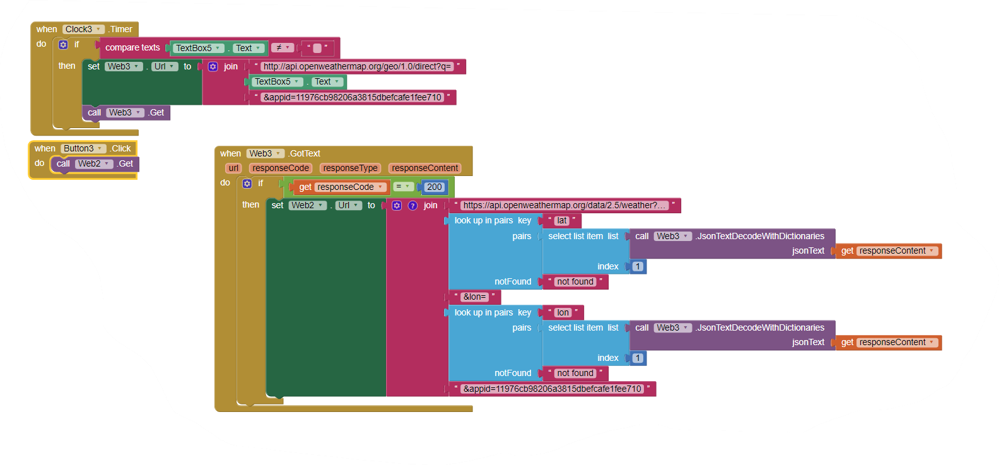 when Clock3 .Timer
do if compare texts TextBox5 . Text ≠ “ ”
then set Web3 . Url to join “ http://api.openweathermap.org/geo/1.0/direct?q= ”
TextBox5 . Text
“ &appid=11976cb98206a3815dbefcafe1fee710 ”
call Web3 .Get
when Button3 .Click
do call Web2 .Get
when Web3 .GotText
url responseCode responseType responseContent
do if get responseCode = 200
then set Web2 . Url to ? join “ https://api.openweathermap.org/data/2.5/weather?... ”
look up in pairs key “ lat ”
pairs select list item list call Web3 .JsonTextDecodeWithDictionaries
jsonText get responseContent
index 1
notFound “ not found ”
“ &lon= ”
look up in pairs key “ lon ”
pairs select list item list call Web3 .JsonTextDecodeWithDictionaries
jsonText get responseContent
index 1
notFound “ not found ”
“ &appid=11976cb98206a3815dbefcafe1fee710 ”